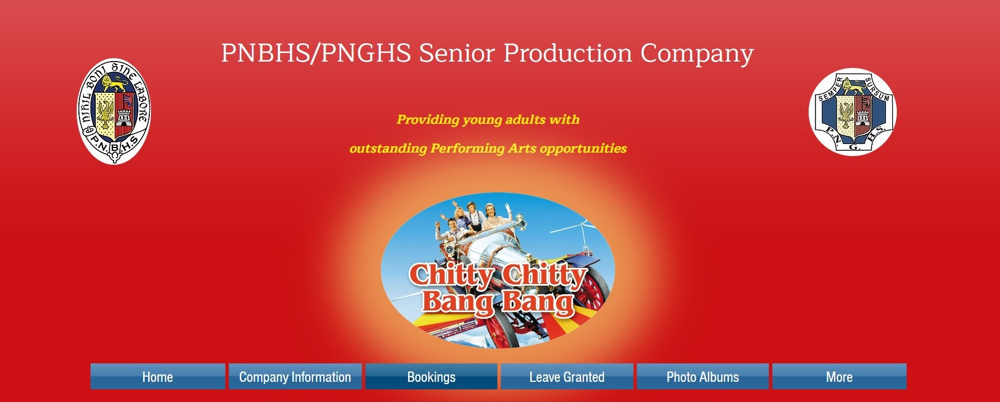 PNBHS/PNGHS Senior Production Company
NIHIL BONI SINE LABORE
P.N.B.H.S
SEMPER SURSUM
P.N.G.H.S.
Providing young adults with
outstanding Performing Arts opportunities
Chitty Chitty
Bang Bang
Home
Company Information
Bookings
Leave Granted
Photo Albums
More